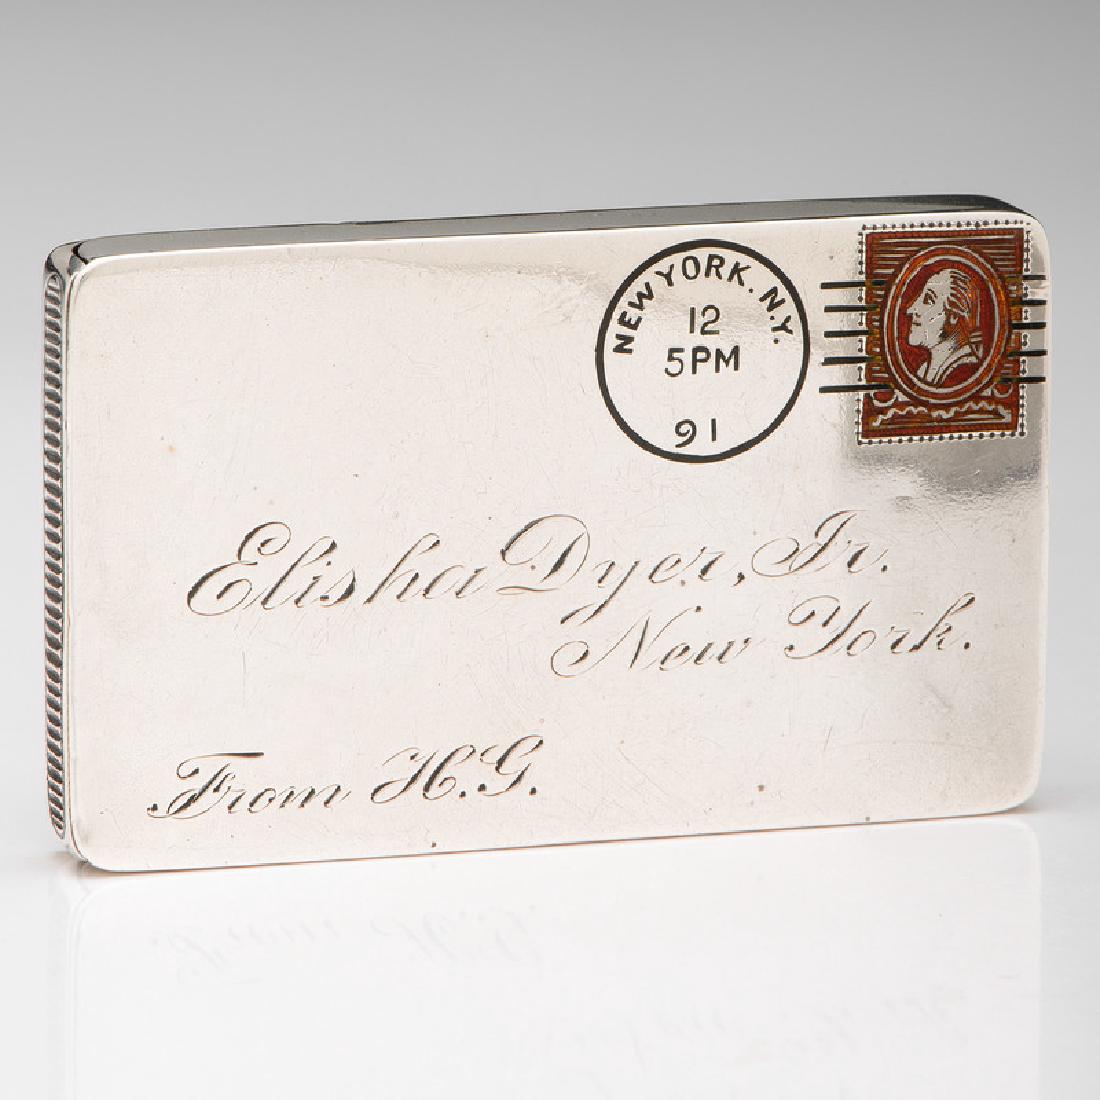 NEW YORK. N.Y.
12
5PM
91
Elisha Dyer, Jr.
New York.
From H.G.